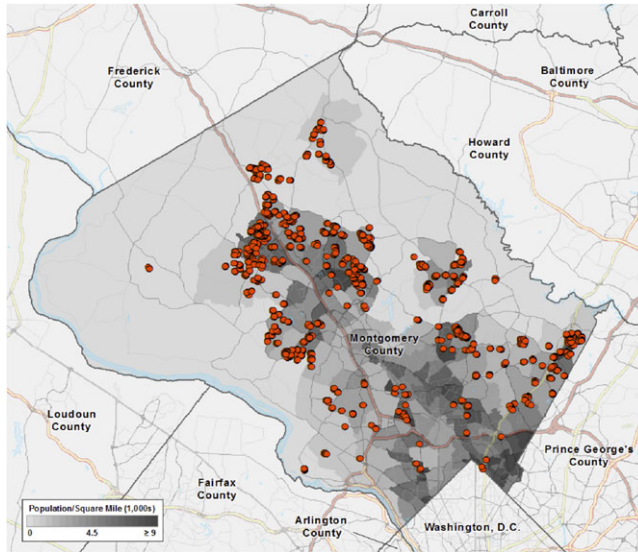 Carroll
County
Frederick
County
Baltimore
County
Howard
County
Montgomery
County
Loudoun
County
Prince George's
County
Fairfax
County
Population/Square Mile (1,000s)
0 4.5 ≥ 9
Arlington
County
Washington, D.C.